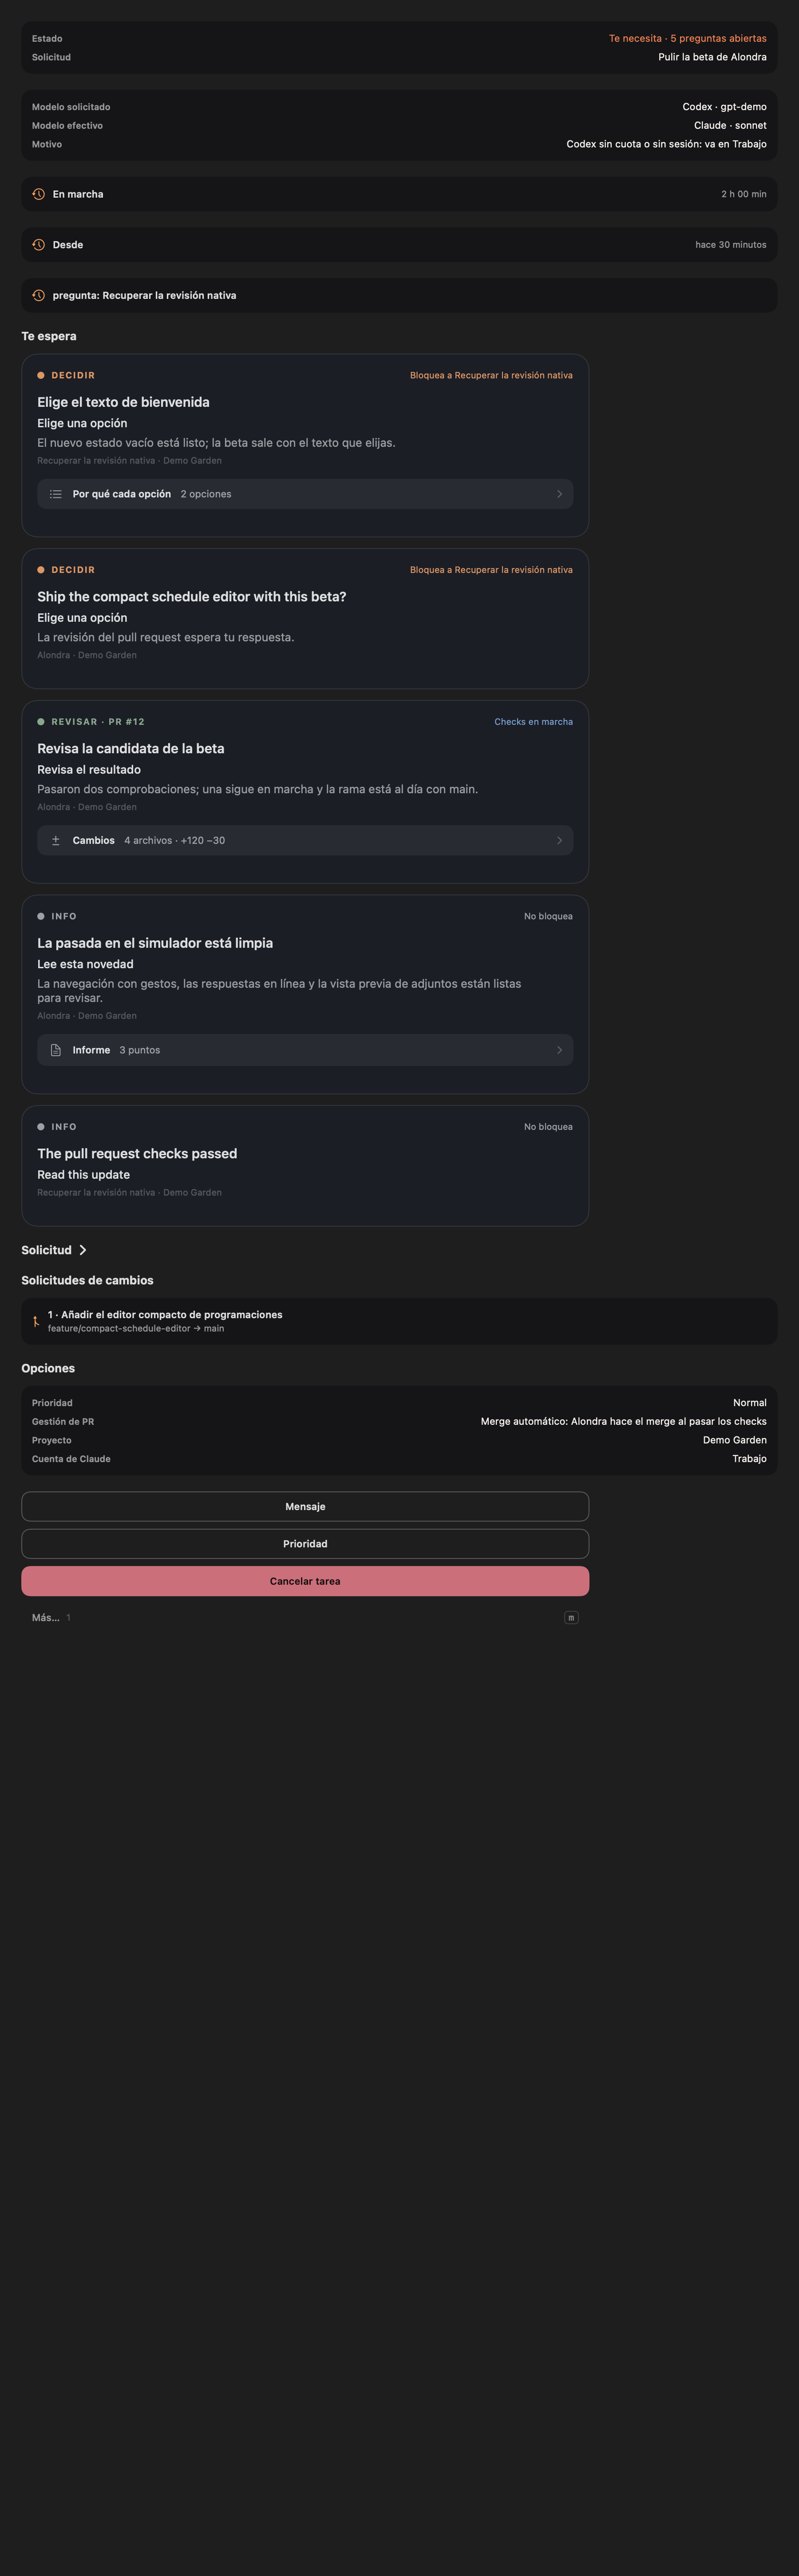 Estado
Te necesita · 5 preguntas abiertas
Solicitud
Pulir la beta de Alondra
Modelo solicitado
Codex · gpt-demo
Modelo efectivo
Claude · sonnet
Motivo
Codex sin cuota o sin sesión: va en Trabajo
En marcha
2 h 00 min
Desde
hace 30 minutos
pregunta: Recuperar la revisión nativa
Te espera
DECIDIR
Bloquea a Recuperar la revisión nativa
Elige el texto de bienvenida
Elige una opción
El nuevo estado vacío está listo; la beta sale con el texto que elijas.
Recuperar la revisión nativa · Demo Garden
Por qué cada opción 2 opciones
DECIDIR
Bloquea a Recuperar la revisión nativa
Ship the compact schedule editor with this beta?
Elige una opción
La revisión del pull request espera tu respuesta.
Alondra · Demo Garden
REVISAR · PR #12
Checks en marcha
Revisa la candidata de la beta
Revisa el resultado
Pasaron dos comprobaciones; una sigue en marcha y la rama está al día con main.
Alondra · Demo Garden
Cambios 4 archivos · +120 −30
INFO
No bloquea
La pasada en el simulador está limpia
Lee esta novedad
La navegación con gestos, las respuestas en línea y la vista previa de adjuntos están listas
para revisar.
Alondra · Demo Garden
Informe 3 puntos
INFO
No bloquea
The pull request checks passed
Read this update
Recuperar la revisión nativa · Demo Garden
Solicitud
Solicitudes de cambios
1 · Añadir el editor compacto de programaciones
feature/compact-schedule-editor → main
Opciones
Prioridad
Normal
Gestión de PR
Merge automático: Alondra hace el merge al pasar los checks
Proyecto
Demo Garden
Cuenta de Claude
Trabajo
Mensaje
Prioridad
Cancelar tarea
Más... 1
m